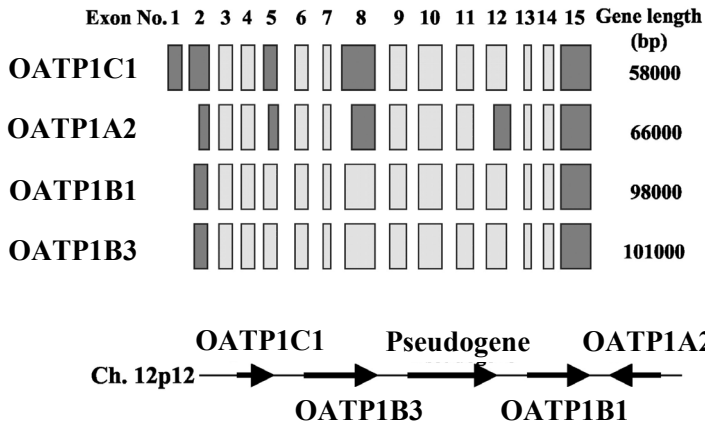 Exon No. 1 2 3 4 5 6 7 8 9 10 11 12 13 14 15 Gene length
(bp)
OATP1C1 58000
OATP1A2 66000
OATP1B1 98000
OATP1B3 101000
OATP1C1 Pseudogene OATP1A2
Ch. 12p12
OATP1B3 OATP1B1